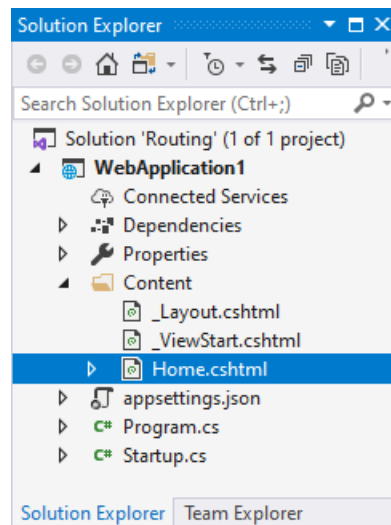 Solution Explorer
Search Solution Explorer (Ctrl+;)
Solution 'Routing' (1 of 1 project)
WebApplication1
Connected Services
Dependencies
Properties
Content
_Layout.cshtml
_ViewStart.cshtml
Home.cshtml
appsettings.json
C# Program.cs
C# Startup.cs
Solution Explorer Team Explorer